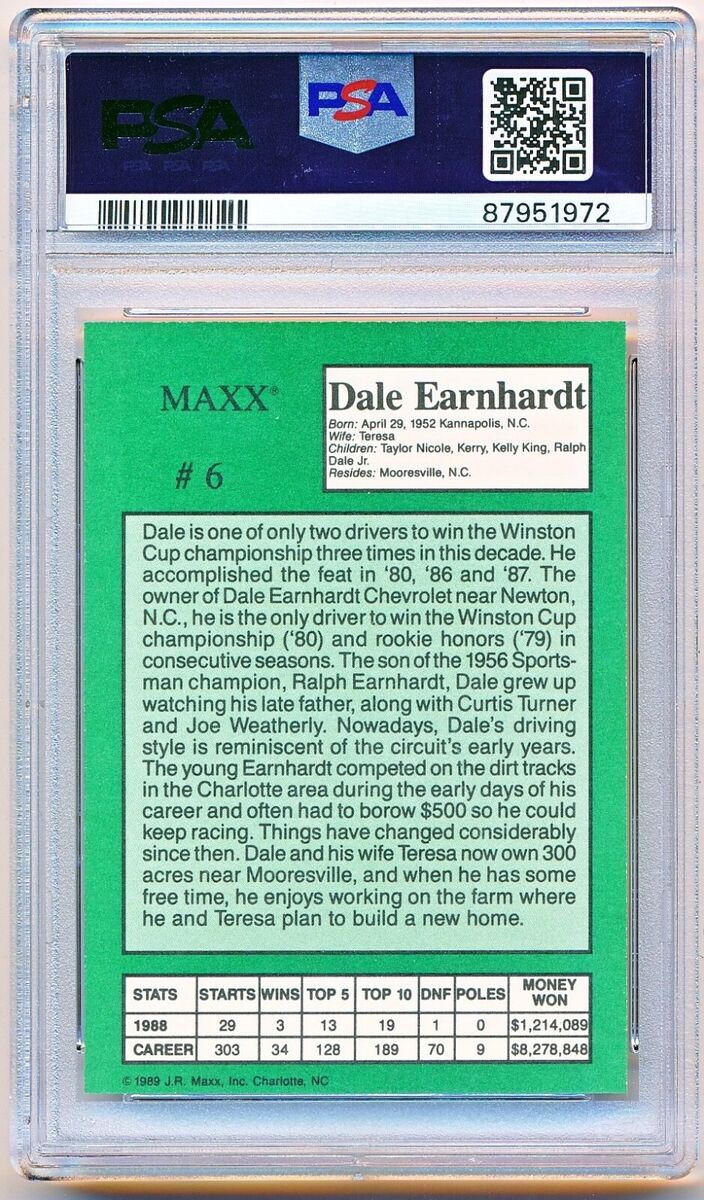 PSA
PSA PSA PSA
PSA
87951972
MAXX®
# 6
Dale Earnhardt
Born: April 29, 1952 Kannapolis, N.C.
Wife: Teresa
Children: Taylor Nicole, Kerry, Kelly King, Ralph
Dale Jr.
Resides: Mooresville, N.C.
Dale is one of only two drivers to win the Winston
Cup championship three times in this decade. He
accomplished the feat in ‘80, ‘86 and ‘87. The
owner of Dale Earnhardt Chevrolet near Newton,
N.C., he is the only driver to win the Winston Cup
championship (‘80) and rookie honors (‘79) in
consecutive seasons. The son of the 1956 Sports-
man champion, Ralph Earnhardt, Dale grew up
watching his late father, along with Curtis Turner
and Joe Weatherly. Nowadays, Dale's driving
style is reminiscent of the circuit's early years.
The young Earnhardt competed on the dirt tracks
in the Charlotte area during the early days of his
career and often had to borow $500 so he could
keep racing. Things have changed considerably
since then. Dale and his wife Teresa now own 300
acres near Mooresville, and when he has some
free time, he enjoys working on the farm where
he and Teresa plan to build a new home.
STATS STARTS WINS TOP 5 TOP 10 DNF POLES MONEY WON
1988 29 3 13 19 1 0 $1,214,089
CAREER 303 34 128 189 70 9 $8,278,848
© 1989 J.R. Maxx, Inc. Charlotte, NC